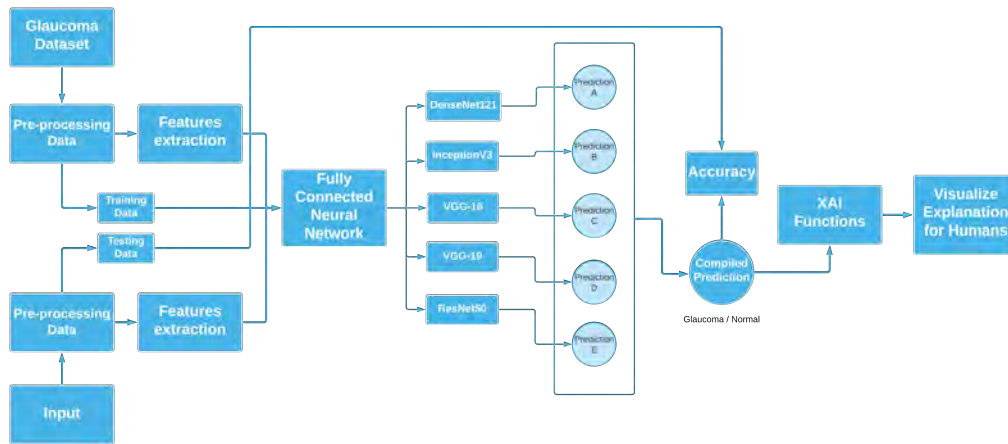 Glaucoma
Dataset
Pre-processing
Data
Features
extraction
Training
Data
Testing
Data
Pre-processing
Data
Features
extraction
Input
Fully
Connected
Neural
Network
DenseNet121
InceptionV3
VGG-16
VGG-19
ResNet50
Prediction
A
Prediction
B
Prediction
C
Prediction
D
Prediction
E
Accuracy
Compiled
Prediction
Glaucoma / Normal
XAI
Functions
Visualize
Explanation
for Humans